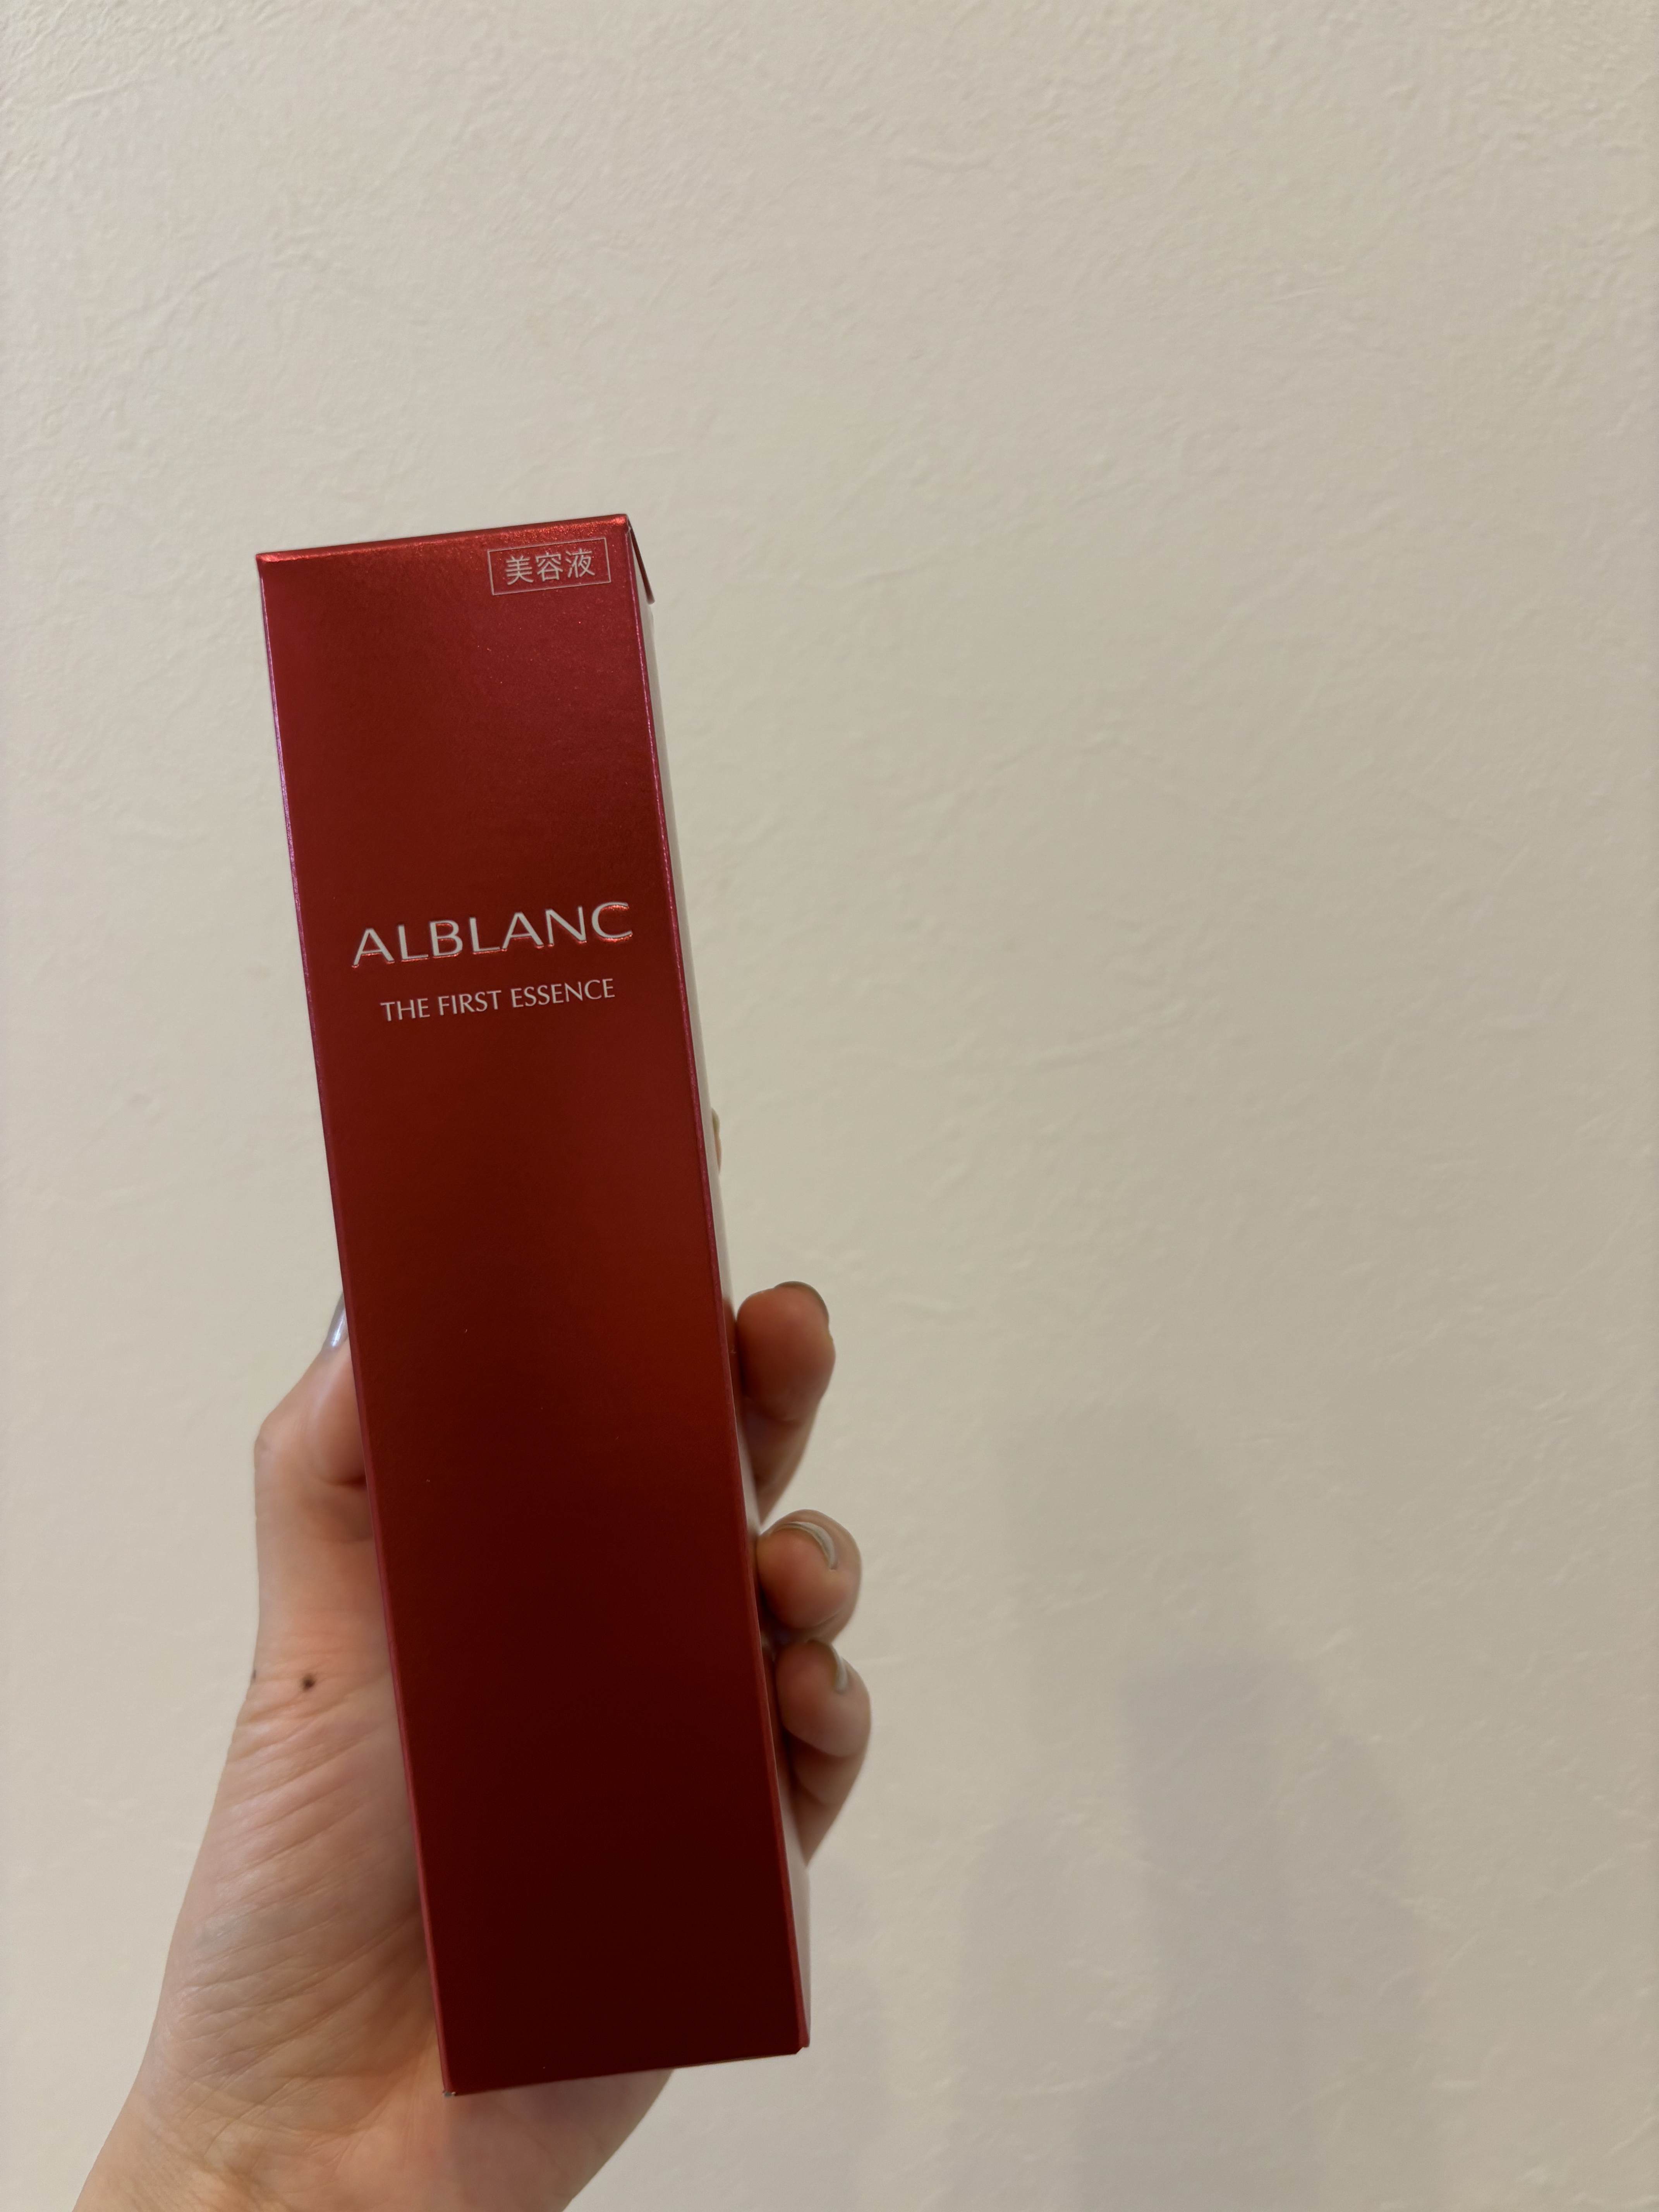 美容液
ALBLANC
THE FIRST ESSENCE